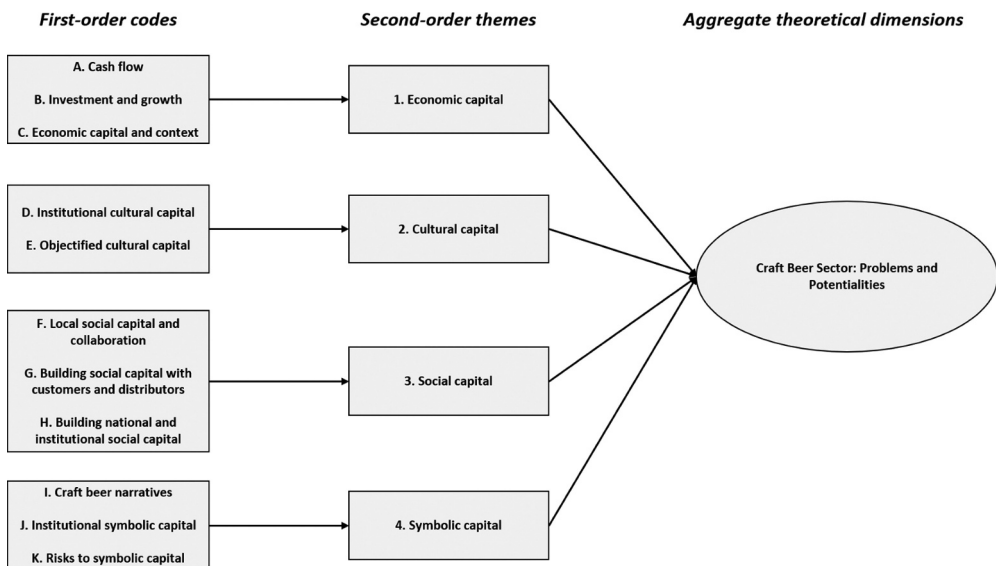 First-order codes
Second-order themes
Aggregate theoretical dimensions
A. Cash flow
B. Investment and growth
C. Economic capital and context
1. Economic capital
D. Institutional cultural capital
E. Objectified cultural capital
2. Cultural capital
Craft Beer Sector: Problems and
Potentialities
F. Local social capital and
collaboration
G. Building social capital with
customers and distributors
H. Building national and
institutional social capital
3. Social capital
I. Craft beer narratives
J. Institutional symbolic capital
K. Risks to symbolic capital
4. Symbolic capital